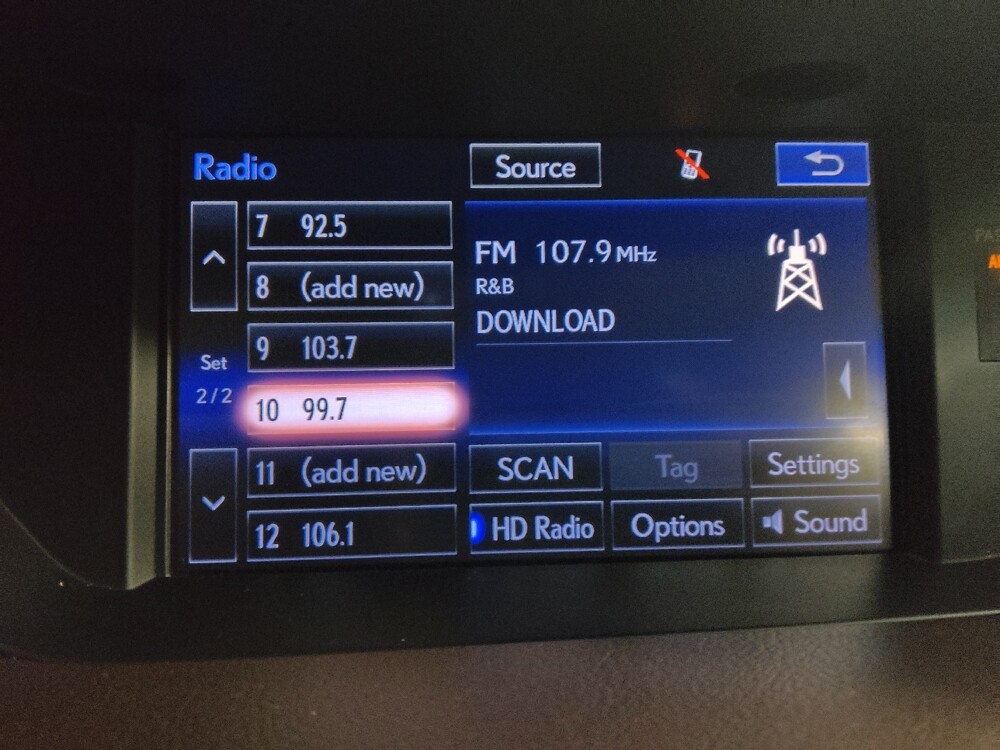 Radio
Source
7 92.5
8 (add new)
9 103.7
10 99.7
11 (add new)
12 106.1
Set
2/2
FM 107.9 MHz
R&B
DOWNLOAD
SCAN
Tag
Settings
HD Radio
Options
Sound